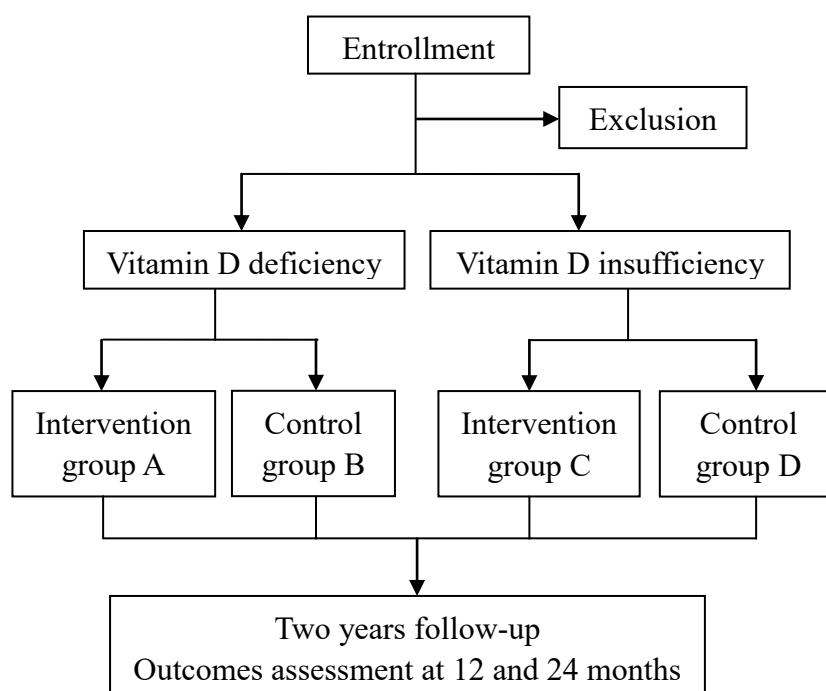 Entrollment
Exclusion
Vitamin D deficiency
Vitamin D insufficiency
Intervention
group A
Control
group B
Intervention
group C
Control
group D
Two years follow-up
Outcomes assessment at 12 and 24 months